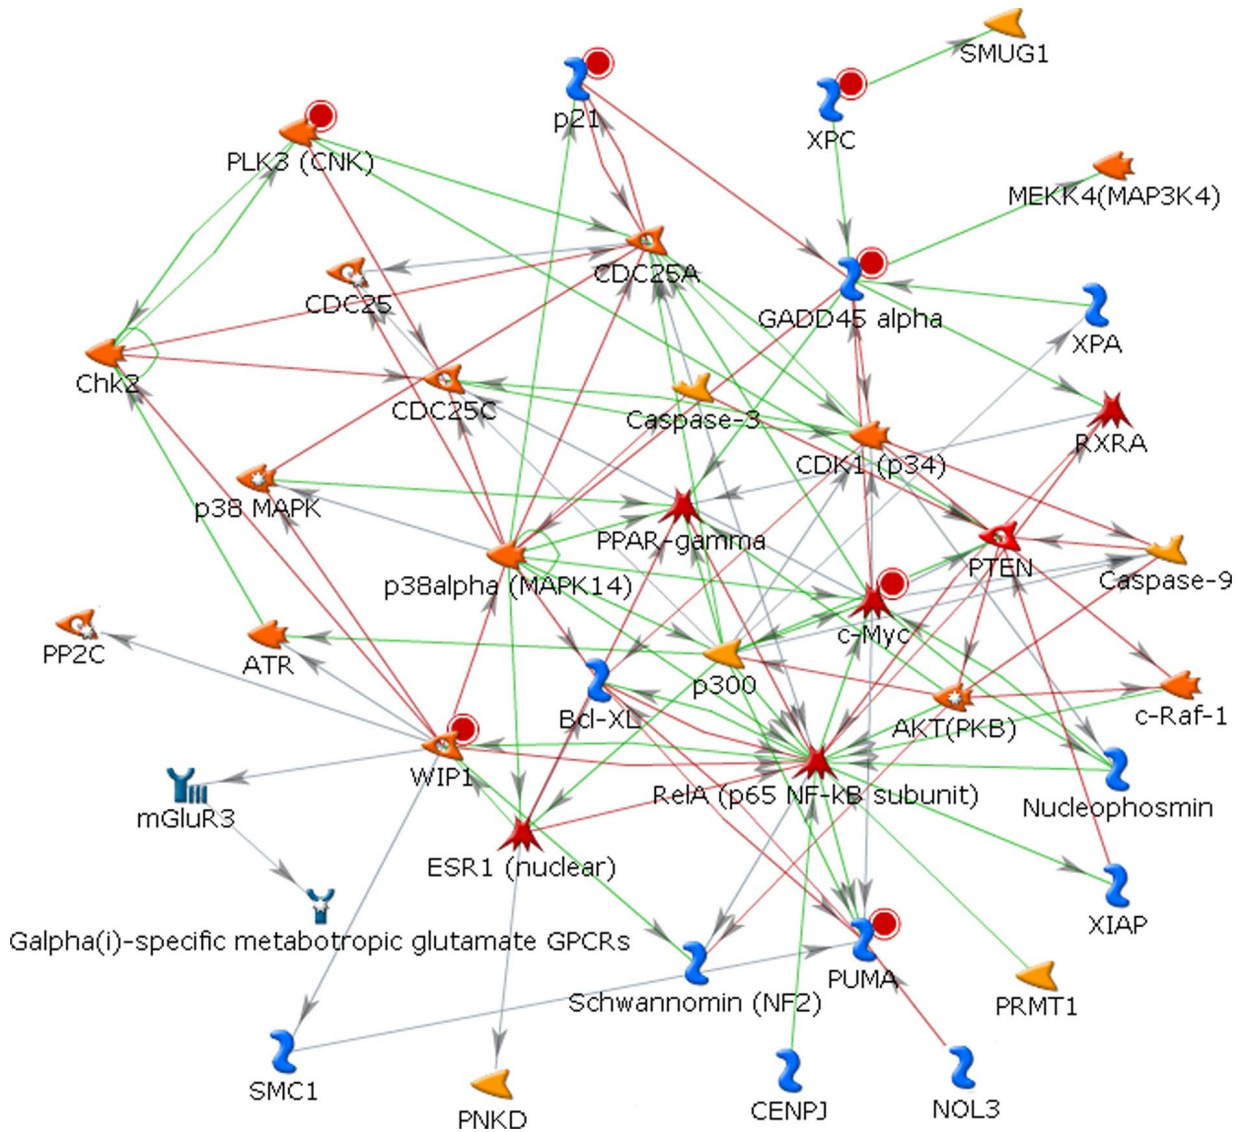 SMUG1
p21
XPC
PLK3 (CNK)
MEKK4(MAP3K4)
CDC25A
CDC25
GADD45 alpha
XPA
Chk2
CDC25C
Caspase-3
RXRA
CDK1 (p34)
p38 MAPK
PPAR-gamma
PTEN
Caspase-9
p38alpha (MAPK14)
c-Myc
PP2C
ATR
p300
Bcl-XL
AKT(PKB)
c-Raf-1
WIP1
RelA (p65 NF-kB subunit)
Nucleophosmin
mGluR3
ESR1 (nuclear)
XIAP
Galpha(i)-specific metabotropic glutamate GPCRs
PUMA
Schwannomin (NF2)
PRMT1
SMC1
PNKD
CENPJ
NOL3